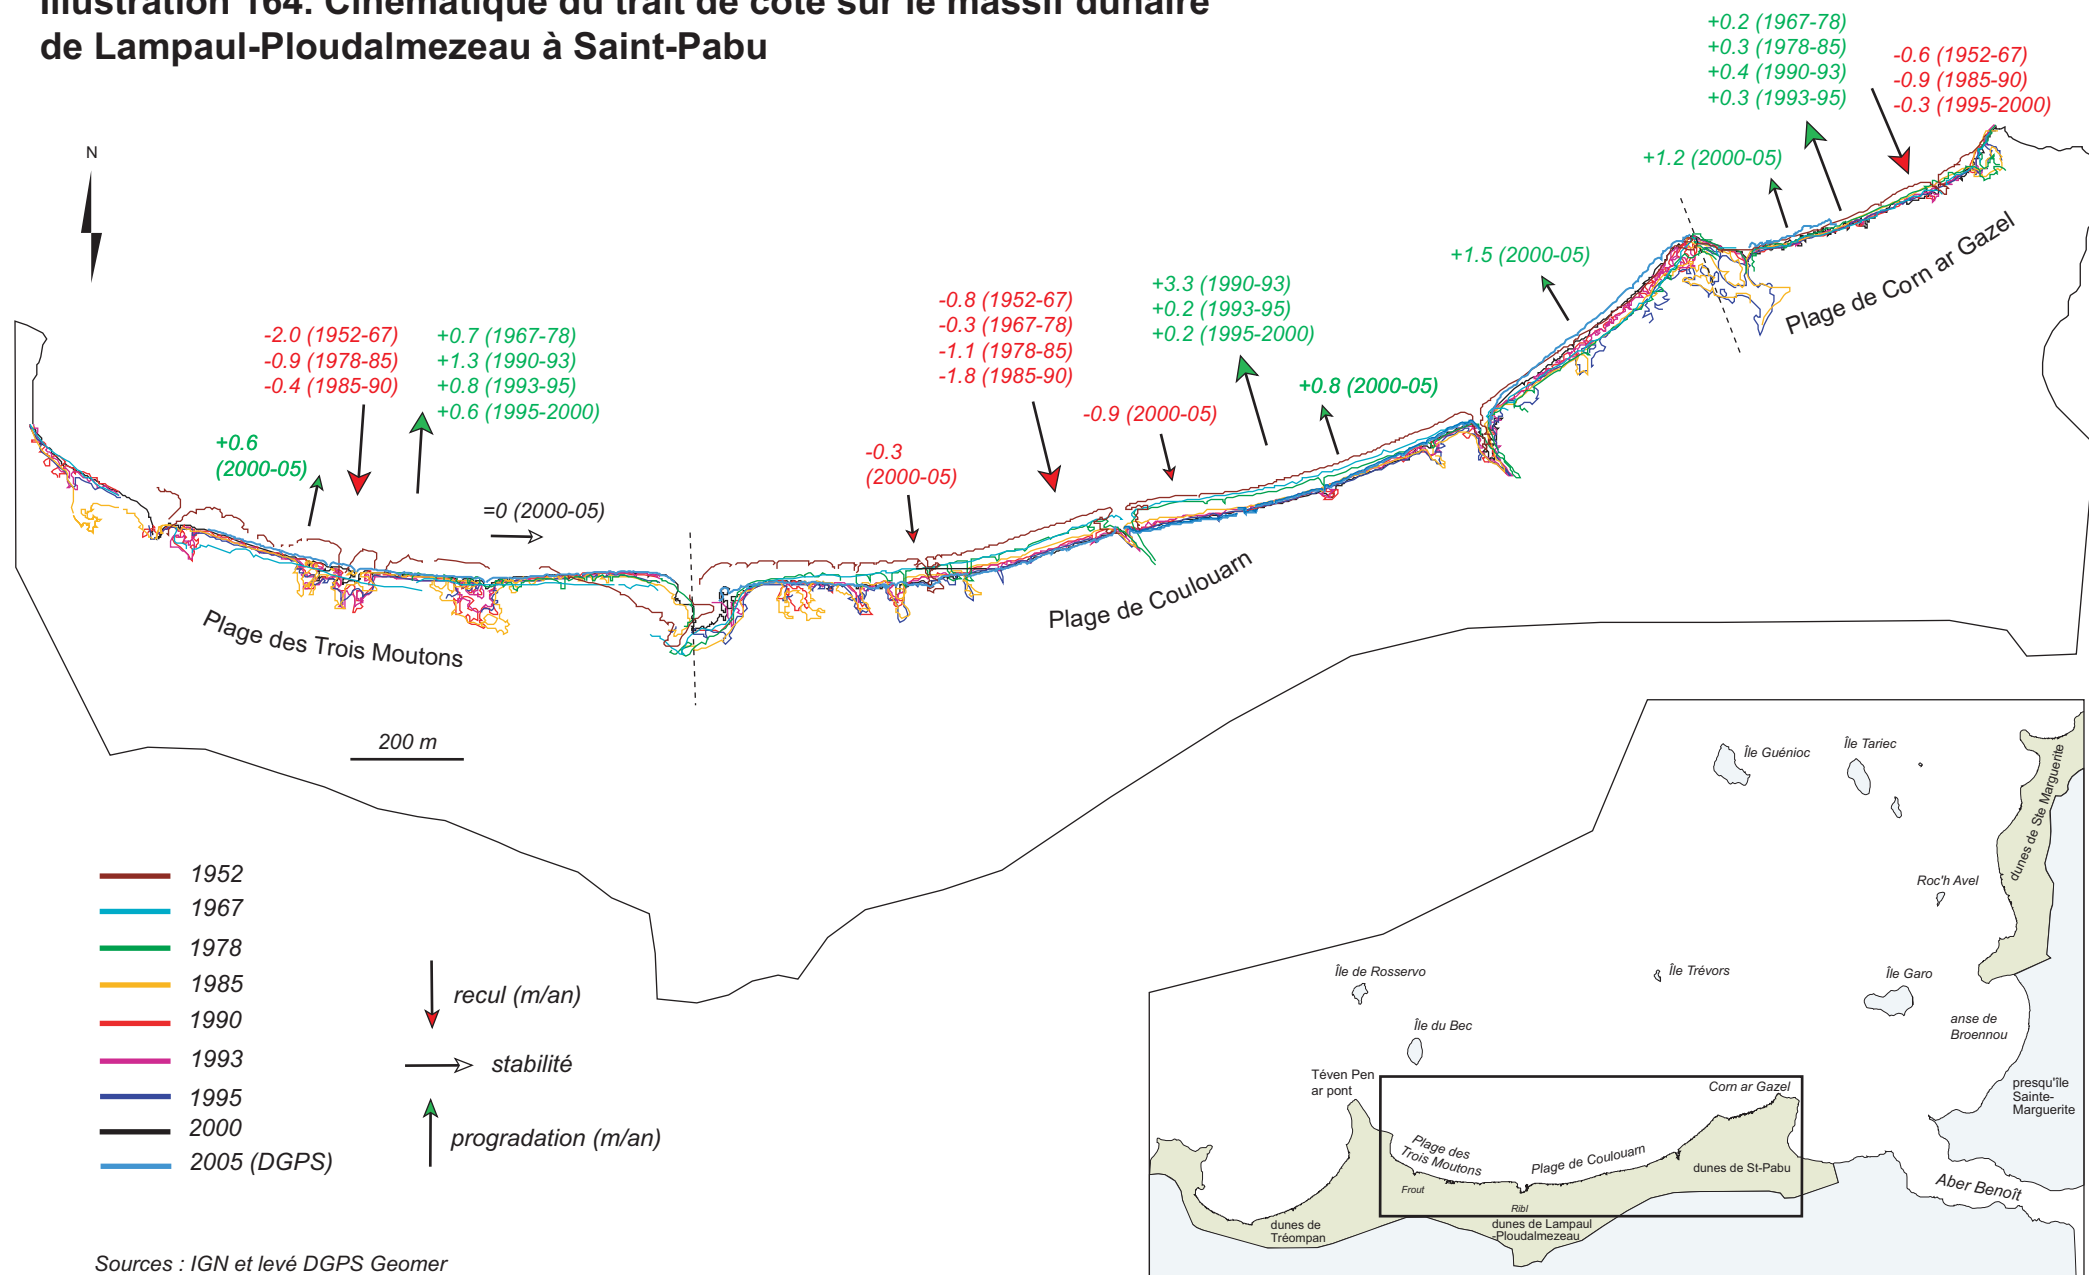 Illustration 164. Cinématique du trait de côte sur le massif dunaire
de Lampaul-Ploudalmezeau à Saint-Pabu
+0.2 (1967-78)
+0.3 (1978-85)
+0.4 (1990-93)
+0.3 (1993-95)
-0.6 (1952-67)
-0.9 (1985-90)
-0.3 (1995-2000)
N
+1.2 (2000-05)
+1.5 (2000-05)
Plage de Corn ar Gazel
-2.0 (1952-67)
-0.9 (1978-85)
-0.4 (1985-90)
+0.7 (1967-78)
+1.3 (1990-93)
+0.8 (1993-95)
+0.6 (1995-2000)
-0.8 (1952-67)
-0.3 (1967-78)
-1.1 (1978-85)
-1.8 (1985-90)
+3.3 (1990-93)
+0.2 (1993-95)
+0.2 (1995-2000)
+0.8 (2000-05)
-0.9 (2000-05)
+0.6
(2000-05)
-0.3
(2000-05)
=0 (2000-05)
Plage des Trois Moutons
Plage de Coulouarn
200 m
1952
1967
1978
1985
1990
1993
1995
2000
2005 (DGPS)
recul (m/an)
stabilité
progradation (m/an)
Sources : IGN et levé DGPS Geomer
Île Guénioc
Île Tariec
dunes de Ste Marguerite
Roc'h Avel
Île de Rosservo
Île Trévors
Île Garo
Île du Bec
anse de
Broennou
Téven Pen
ar pont
Corn ar Gazel
presqu'île
Sainte-
Marguerite
Plage des
Trois Moutons
Plage de Coulouarn
dunes de St-Pabu
Frout
Ribl
Aber Benoît
dunes de
Tréompan
dunes de Lampaul
-Ploudalmezeau